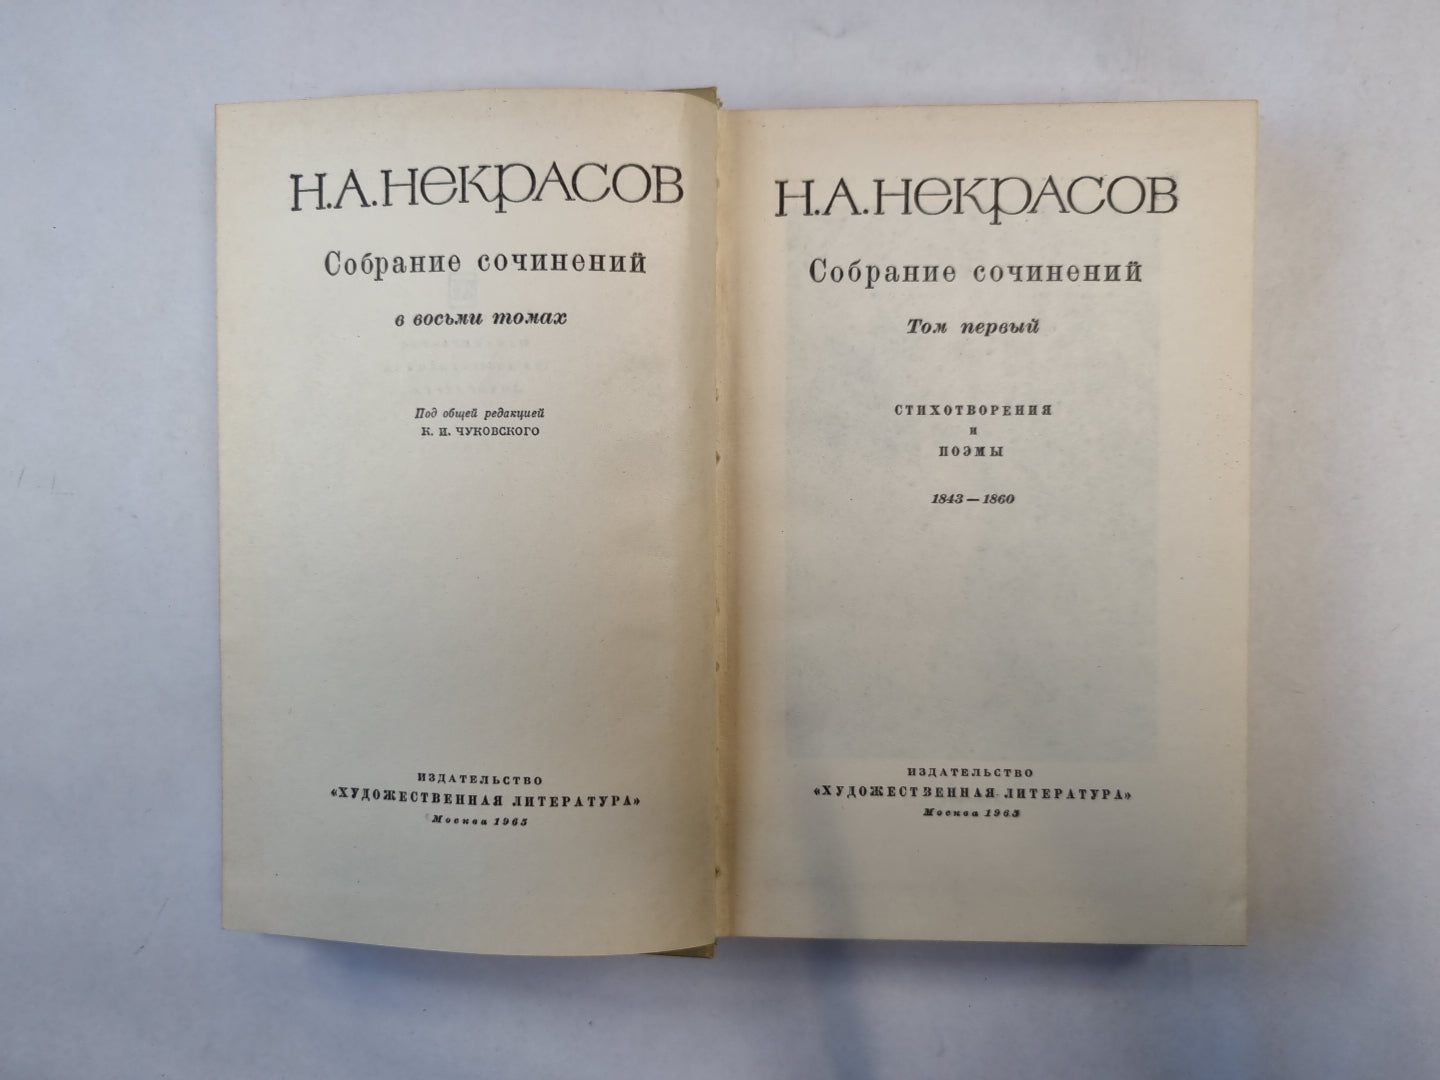 Н.А.НЕКРАСОВ
Собрание сочинений
в восьми томах
Под общей редакцией
К. И. ЧУКОВСКОГО
ИЗДАТЕЛЬСТВО
«ХУДОЖЕСТВЕННАЯ ЛИТЕРАТУРА»
Москва 1965
Н.А.НЕКРАСОВ
Собрание сочинений
Том первый
СТИХОТВОРЕНИЯ
и
ПОЭМЫ
1843—1860
ИЗДАТЕЛЬСТВО
«ХУДОЖЕСТВЕННАЯ ЛИТЕРАТУРА»
Москва 1965